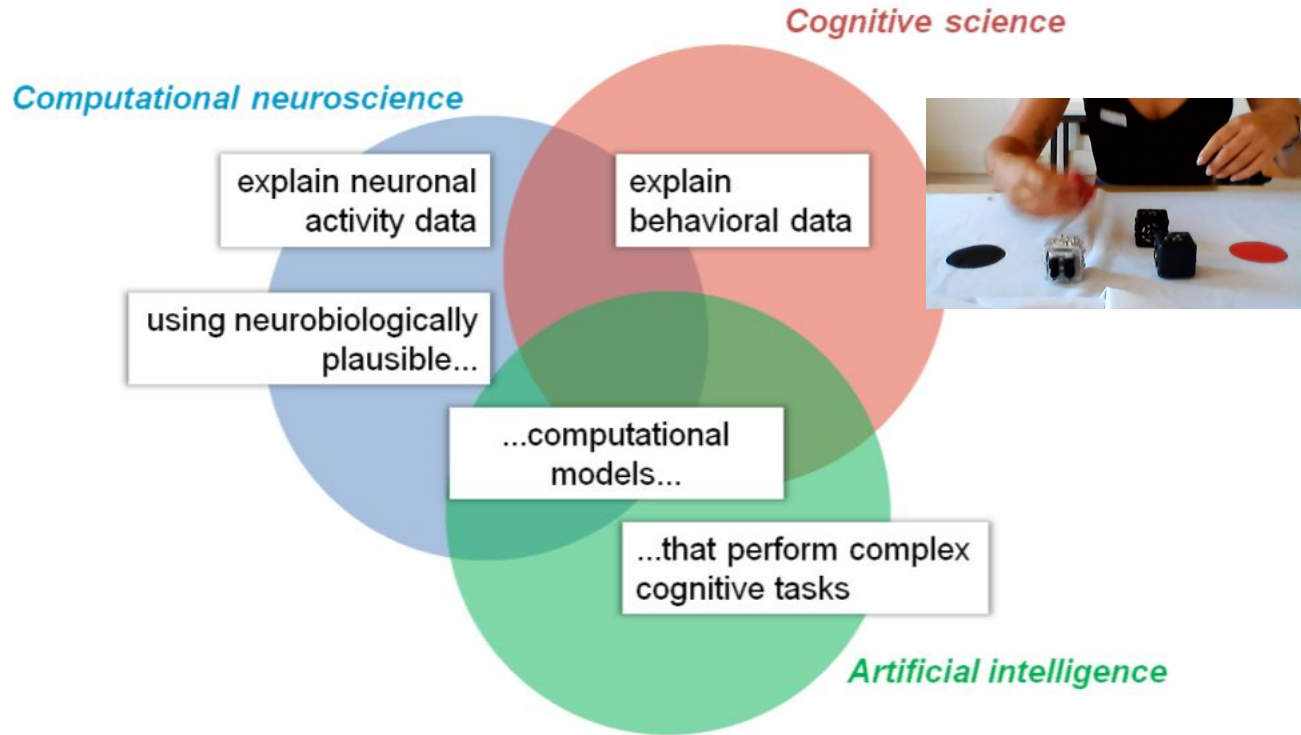 Cognitive science
Computational neuroscience
explain neuronal
activity data
explain
behavioral data
using neurobiologically
plausible...
...computational
models...
...that perform complex
cognitive tasks
Artificial intelligence